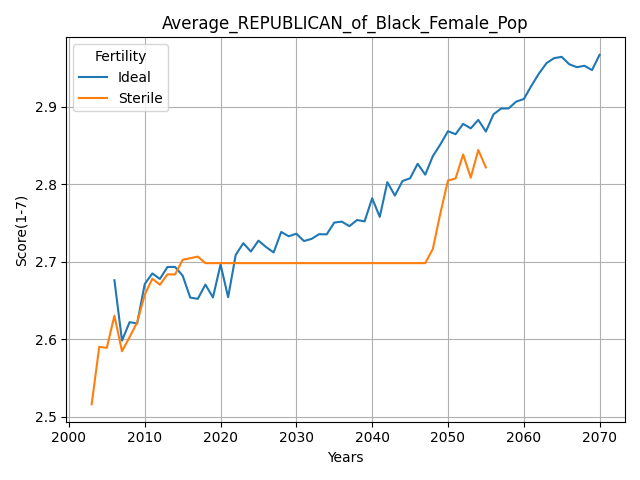 Average_REPUBLICAN_of_Black_Female_Pop
Fertility
Ideal
Sterile
Score(1-7)
2.9
2.8
2.7
2.6
2.5
2000 2010 2020 2030 2040 2050 2060 2070
Years